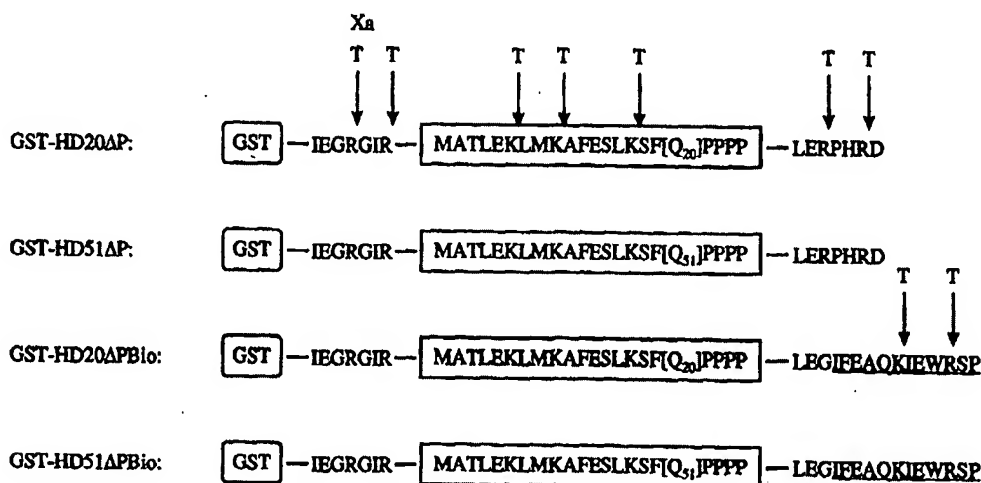 Xa
T T T T T T T
GST-HD20ΔP: GST IEGRGIR MATLEKLMKAFESLKSF[Q20]PPPP LERPHRD
GST-HD51ΔP: GST IEGRGIR MATLEKLMKAFESLKSF[Q51]PPPP LERPHRD
T T
GST-HD20ΔPBio: GST IEGRGIR MATLEKLMKAFESLKSF[Q20]PPPP LEGIFEAQKIEWRSP
GST-HD51ΔPBio: GST IEGRGIR MATLEKLMKAFESLKSF[Q51]PPPP LEGIFEAQKIEWRSP